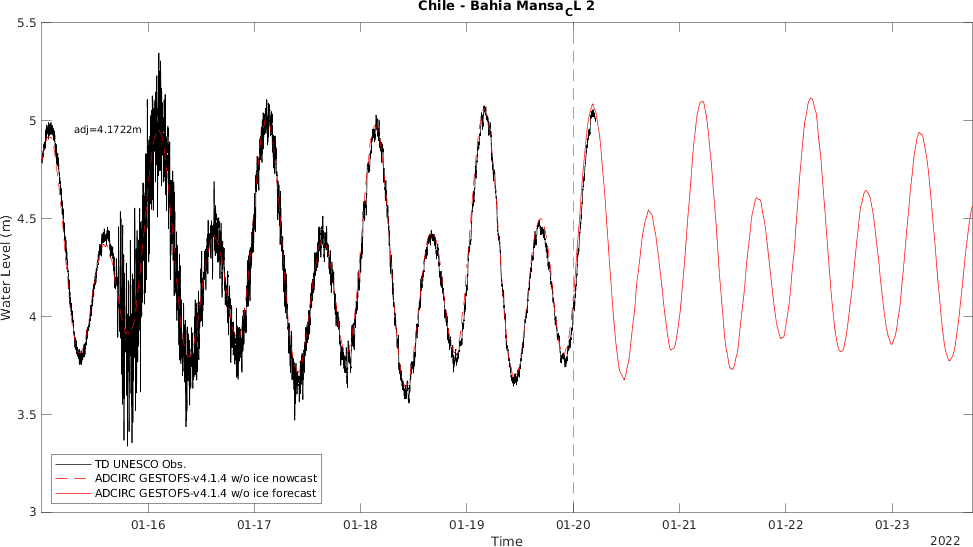 Chile - Bahia MansaCL 2
5.5
5
4.5
4
3.5
3
Water Level (m)
adj=4.1722m
TD UNESCO Obs.
ADCIRC GESTOFS-v4.1.4 w/o ice nowcast
ADCIRC GESTOFS-v4.1.4 w/o ice forecast
01-16 01-17 01-18 01-19 01-20 01-21 01-22 01-23
Time
2022